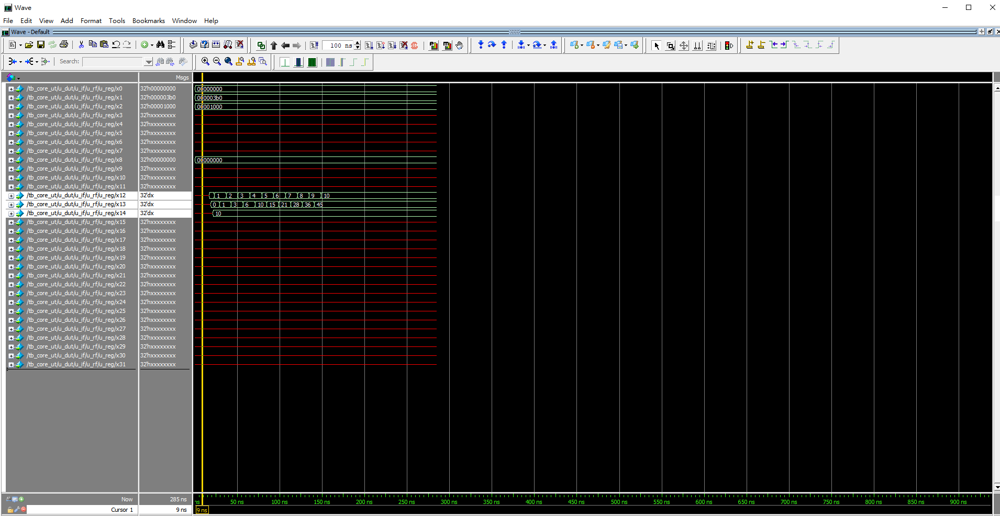 Wave
File Edit View Add Format Tools Bookmarks Window Help
Wave - Default
100 ns
Search:
Msgs
/tb_core_ut/u_dut/u_if/u_rf/u_reg/x0 32'h00000000 00000000
/tb_core_ut/u_dut/u_if/u_rf/u_reg/x1 32'h000003b0 000003b0
/tb_core_ut/u_dut/u_if/u_rf/u_reg/x2 32'h00001000 00001000
/tb_core_ut/u_dut/u_if/u_rf/u_reg/x3 32'hxxxxxxxx
/tb_core_ut/u_dut/u_if/u_rf/u_reg/x4 32'hxxxxxxxx
/tb_core_ut/u_dut/u_if/u_rf/u_reg/x5 32'hxxxxxxxx
/tb_core_ut/u_dut/u_if/u_rf/u_reg/x6 32'hxxxxxxxx
/tb_core_ut/u_dut/u_if/u_rf/u_reg/x7 32'hxxxxxxxx
/tb_core_ut/u_dut/u_if/u_rf/u_reg/x8 32'h00000000 00000000
/tb_core_ut/u_dut/u_if/u_rf/u_reg/x9 32'hxxxxxxxx
/tb_core_ut/u_dut/u_if/u_rf/u_reg/x10 32'hxxxxxxxx
/tb_core_ut/u_dut/u_if/u_rf/u_reg/x11 32'hxxxxxxxx
/tb_core_ut/u_dut/u_if/u_rf/u_reg/x12 32'dx 1 2 3 4 5 6 7 8 9 10
/tb_core_ut/u_dut/u_if/u_rf/u_reg/x13 32'dx 0 1 3 6 10 15 21 28 36 45
/tb_core_ut/u_dut/u_if/u_rf/u_reg/x14 32'dx 10
/tb_core_ut/u_dut/u_if/u_rf/u_reg/x15 32'hxxxxxxxx
/tb_core_ut/u_dut/u_if/u_rf/u_reg/x16 32'hxxxxxxxx
/tb_core_ut/u_dut/u_if/u_rf/u_reg/x17 32'hxxxxxxxx
/tb_core_ut/u_dut/u_if/u_rf/u_reg/x18 32'hxxxxxxxx
/tb_core_ut/u_dut/u_if/u_rf/u_reg/x19 32'hxxxxxxxx
/tb_core_ut/u_dut/u_if/u_rf/u_reg/x20 32'hxxxxxxxx
/tb_core_ut/u_dut/u_if/u_rf/u_reg/x21 32'hxxxxxxxx
/tb_core_ut/u_dut/u_if/u_rf/u_reg/x22 32'hxxxxxxxx
/tb_core_ut/u_dut/u_if/u_rf/u_reg/x23 32'hxxxxxxxx
/tb_core_ut/u_dut/u_if/u_rf/u_reg/x24 32'hxxxxxxxx
/tb_core_ut/u_dut/u_if/u_rf/u_reg/x25 32'hxxxxxxxx
/tb_core_ut/u_dut/u_if/u_rf/u_reg/x26 32'hxxxxxxxx
/tb_core_ut/u_dut/u_if/u_rf/u_reg/x27 32'hxxxxxxxx
/tb_core_ut/u_dut/u_if/u_rf/u_reg/x28 32'hxxxxxxxx
/tb_core_ut/u_dut/u_if/u_rf/u_reg/x29 32'hxxxxxxxx
/tb_core_ut/u_dut/u_if/u_rf/u_reg/x30 32'hxxxxxxxx
/tb_core_ut/u_dut/u_if/u_rf/u_reg/x31 32'hxxxxxxxx
Now 285 ns ns 50 ns 100 ns 150 ns 200 ns 250 ns 300 ns 350 ns 400 ns 450 ns 500 ns 550 ns 600 ns 650 ns 700 ns 750 ns 800 ns 850 ns 900 ns
Cursor 1 9 ns 9 ns